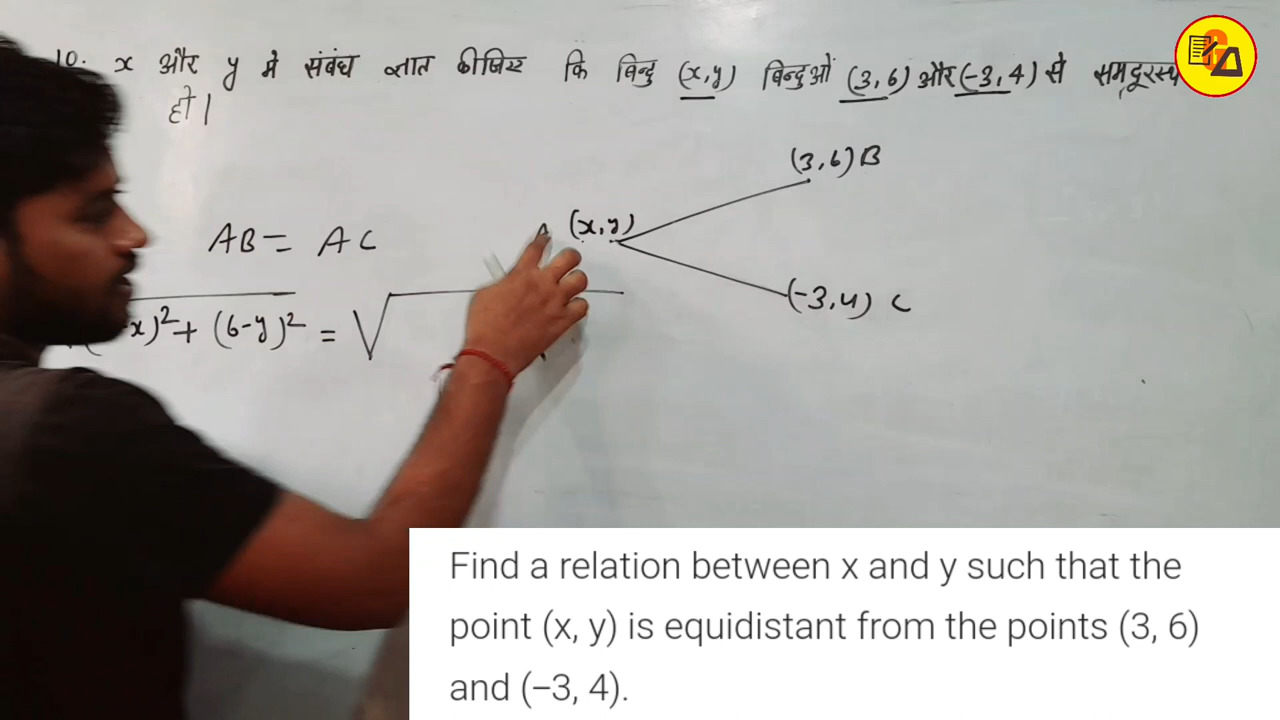 10. x और y मे संबंध ज्ञात कीजिए कि बिन्दु (x,y) बिन्दुओं (3,6) और (-3,4) से समदूरस्थ
हो।
(3,6) B
A (x,y)
AB = AC
(-3,4) C
x)²+ (6-y)² = √
Find a relation between x and y such that the
point (x, y) is equidistant from the points (3, 6)
and (−3, 4).